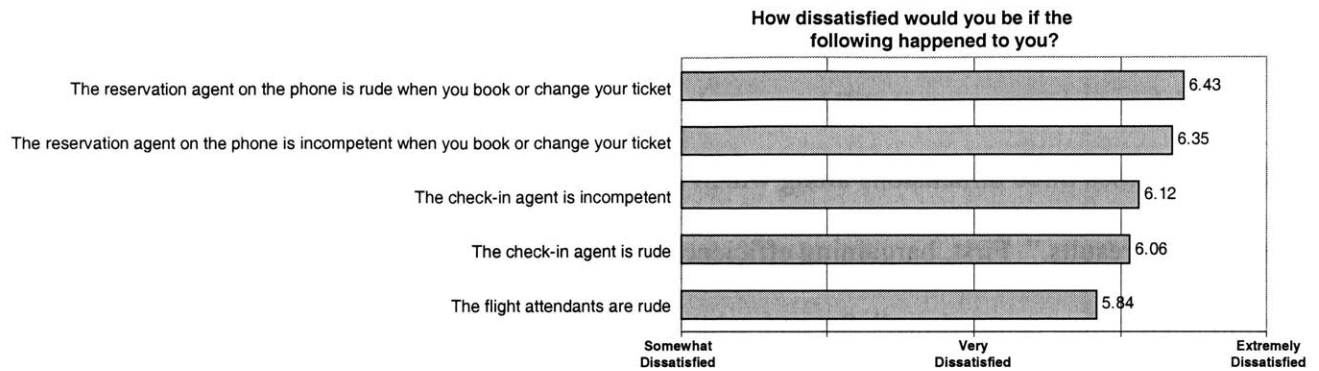 How dissatisfied would you be if the
following happened to you?
The reservation agent on the phone is rude when you book or change your ticket
6.43
The reservation agent on the phone is incompetent when you book or change your ticket
6.35
The check-in agent is incompetent
6.12
The check-in agent is rude
6.06
The flight attendants are rude
5.84
Somewhat
Dissatisfied
Very
Dissatisfied
Extremely
Dissatisfied